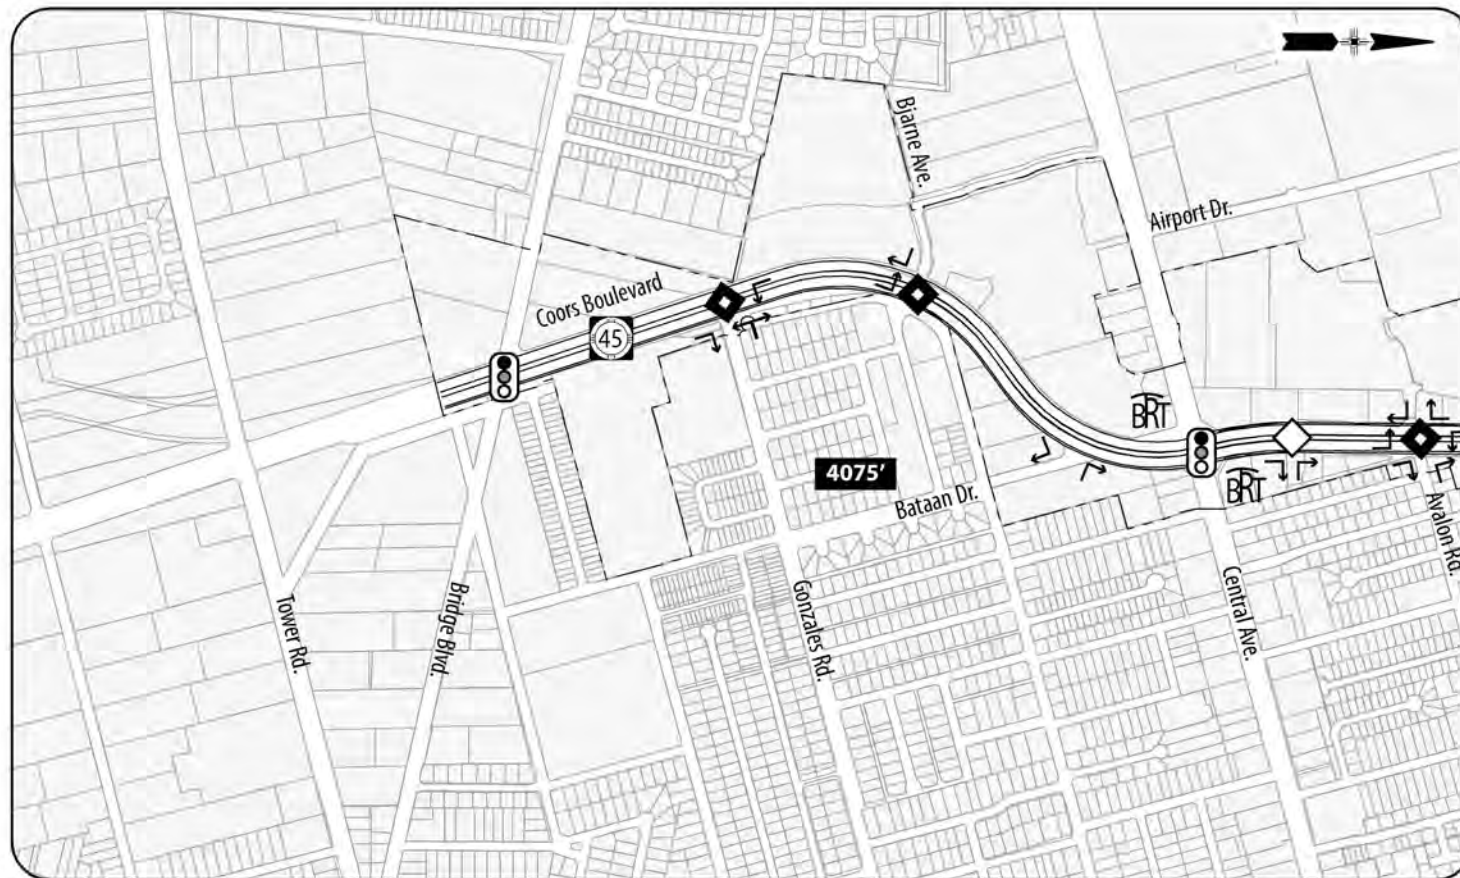 Bjarne Ave.
Airport Dr.
Coors Boulevard
45
BRT
4075'
BRT
Bataan Dr.
Avalon Rd.
Tower Rd.
Bridge Blvd.
Gonzales Rd.
Central Ave.